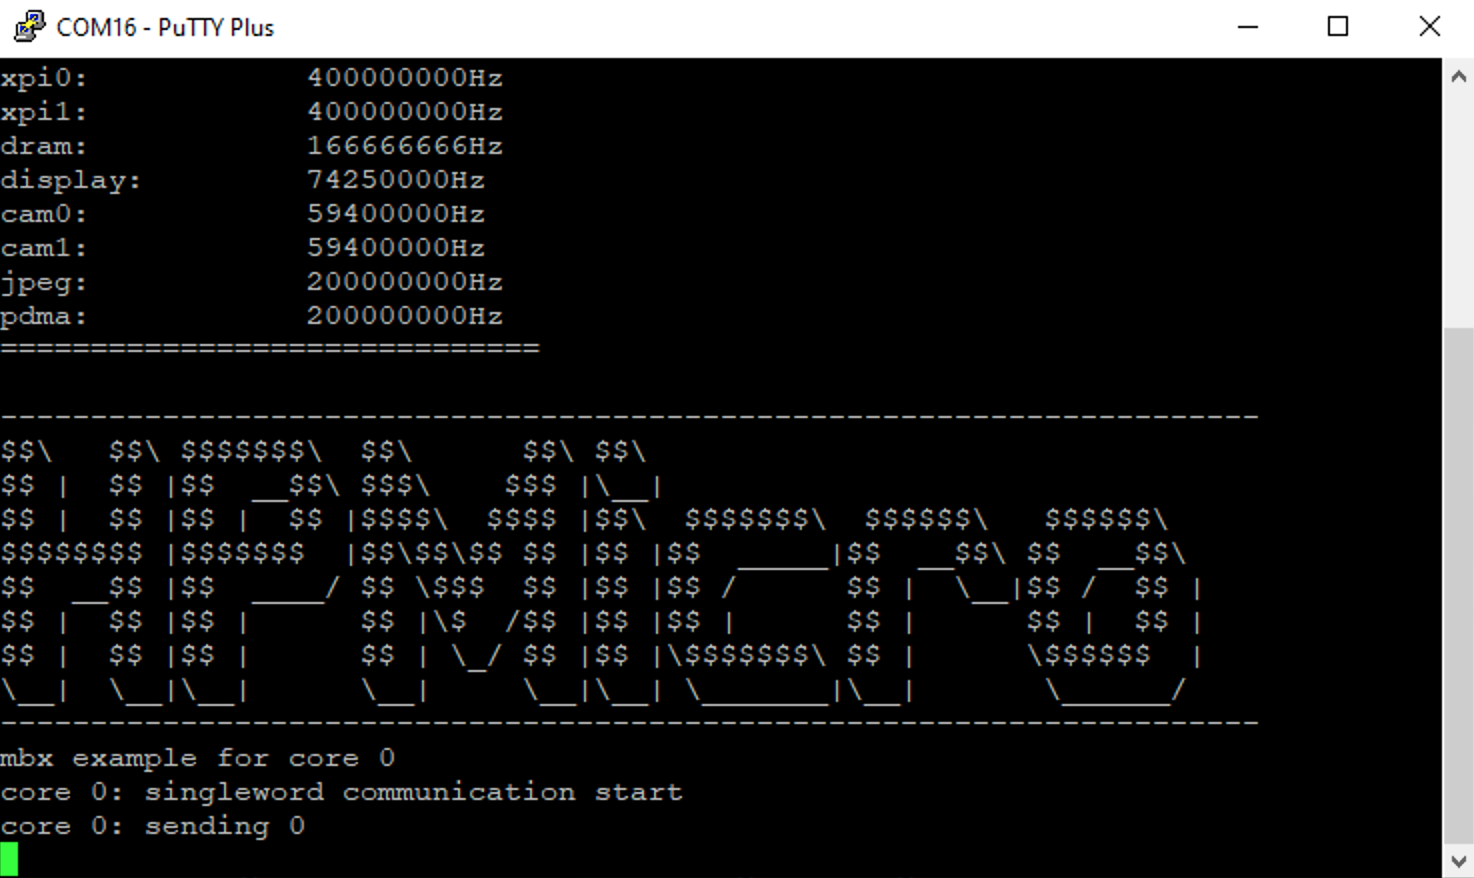 COM16 - PuTTY Plus
xpi0:            400000000Hz
xpi1:            400000000Hz
dram:            166666666Hz
display:         74250000Hz
cam0:            59400000Hz
cam1:            59400000Hz
jpeg:            200000000Hz
pdma:            200000000Hz
==============================

----------------------------------------------------------------------
$$\   $$\ $$$$$$$\  $$\      $$\ $$\
$$ |  $$ |$$  __$$\ $$$\    $$$ |\__|
$$ |  $$ |$$ |  $$ |$$$$\  $$$$ |$$\  $$$$$$$\  $$$$$$\   $$$$$$\
$$$$$$$$ |$$$$$$$  |$$\$$\$$ $$ |$$ |$$  _____|$$  __$$\ $$  __$$\
$$  __$$ |$$  ____/ $$ \$$$  $$ |$$ |$$ /      $$ |  \__|$$ /  $$ |
$$ |  $$ |$$ |      $$ |\$  /$$ |$$ |$$ |      $$ |      $$ |  $$ |
$$ |  $$ |$$ |      $$ | \_/ $$ |$$ |\$$$$$$$\ $$ |      \$$$$$$  |
\__|  \__|\__|      \__|     \__|\__| \_______|\__|       \______/
----------------------------------------------------------------------
mbx example for core 0
core 0: singleword communication start
core 0: sending 0